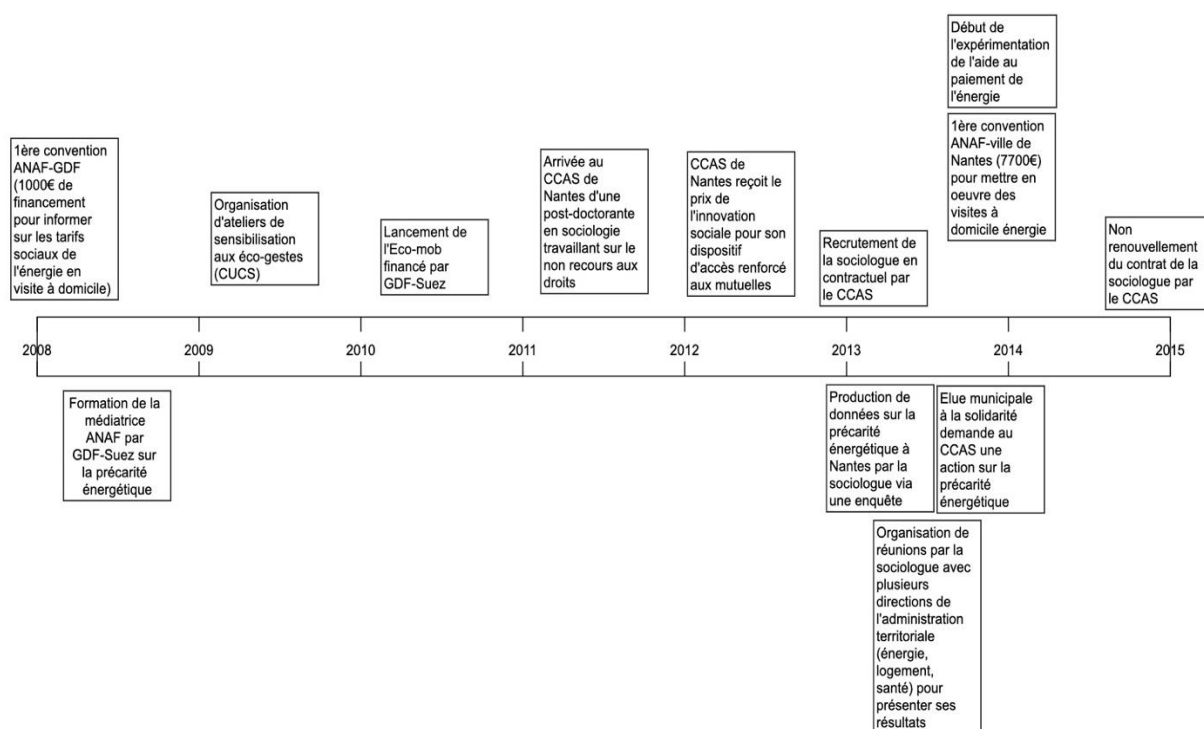 1ère convention
ANAF-GDF
(1000€ de
financement
pour informer
sur les tarifs
sociaux de
l'énergie en
visite à domicile)
Organisation
d'ateliers de
sensibilisation
aux éco-gestes
(CUCS)
Lancement de
l'Eco-mob
financé par
GDF-Suez
Arrivée au
CCAS de
Nantes d'une
post-doctorante
en sociologie
travaillant sur le
non recours aux
droits
CCAS de
Nantes reçoit le
prix de
l'innovation
sociale pour son
dispositif
d'accès renforcé
aux mutuelles
Recrutement de
la sociologue en
contractuel par
le CCAS
Début de
l'expérimentation
de l'aide au
paiement de
l'énergie
1ère convention
ANAF-ville de
Nantes (7700€)
pour mettre en
oeuvre des
visites à
domicile énergie
Non
renouvellement
du contrat de la
sociologue par
le CCAS
2008 2009 2010 2011 2012 2013 2014 2015
Formation de la
médiatrice
ANAF par
GDF-Suez sur
la précarité
énergétique
Production de
données sur la
précarité
énergétique à
Nantes par la
sociologue via
une enquête
Elue municipale
à la solidarité
demande au
CCAS une
action sur la
précarité
énergétique
Organisation de
réunions par la
sociologue avec
plusieurs
directions de
l'administration
territoriale
(énergie,
logement,
santé) pour
présenter ses
résultats